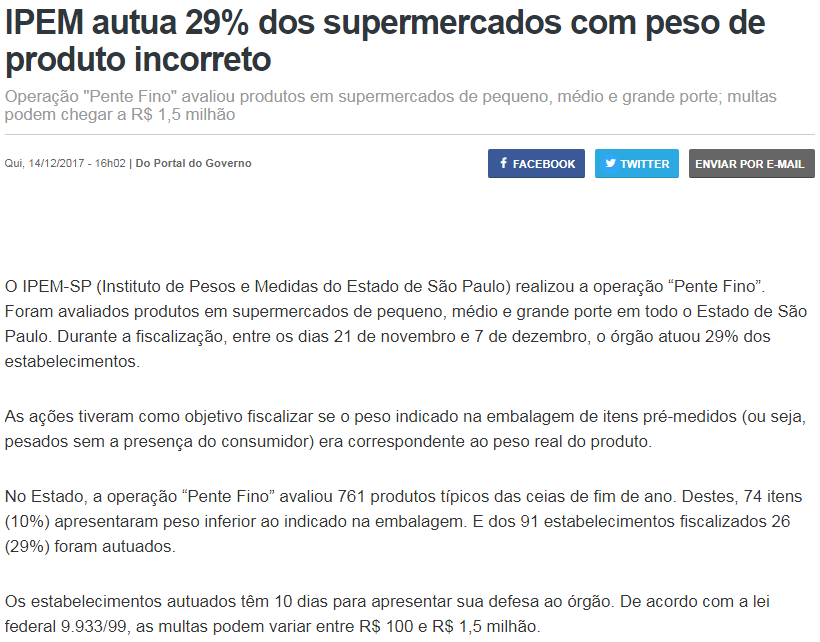 IPEM autua 29% dos supermercados com peso de
produto incorreto
Operação "Pente Fino" avaliou produtos em supermercados de pequeno, médio e grande porte; multas
podem chegar a R$ 1,5 milhão
Qui, 14/12/2017 - 16h02 | Do Portal do Governo
FACEBOOK
TWITTER
ENVIAR POR E-MAIL
O IPEM-SP (Instituto de Pesos e Medidas do Estado de São Paulo) realizou a operação “Pente Fino”.
Foram avaliados produtos em supermercados de pequeno, médio e grande porte em todo o Estado de São
Paulo. Durante a fiscalização, entre os dias 21 de novembro e 7 de dezembro, o órgão atuou 29% dos
estabelecimentos.
As ações tiveram como objetivo fiscalizar se o peso indicado na embalagem de itens pré-medidos (ou seja,
pesados sem a presença do consumidor) era correspondente ao peso real do produto.
No Estado, a operação “Pente Fino” avaliou 761 produtos típicos das ceias de fim de ano. Destes, 74 itens
(10%) apresentaram peso inferior ao indicado na embalagem. E dos 91 estabelecimentos fiscalizados 26
(29%) foram autuados.
Os estabelecimentos autuados têm 10 dias para apresentar sua defesa ao órgão. De acordo com a lei
federal 9.933/99, as multas podem variar entre R$ 100 e R$ 1,5 milhão.